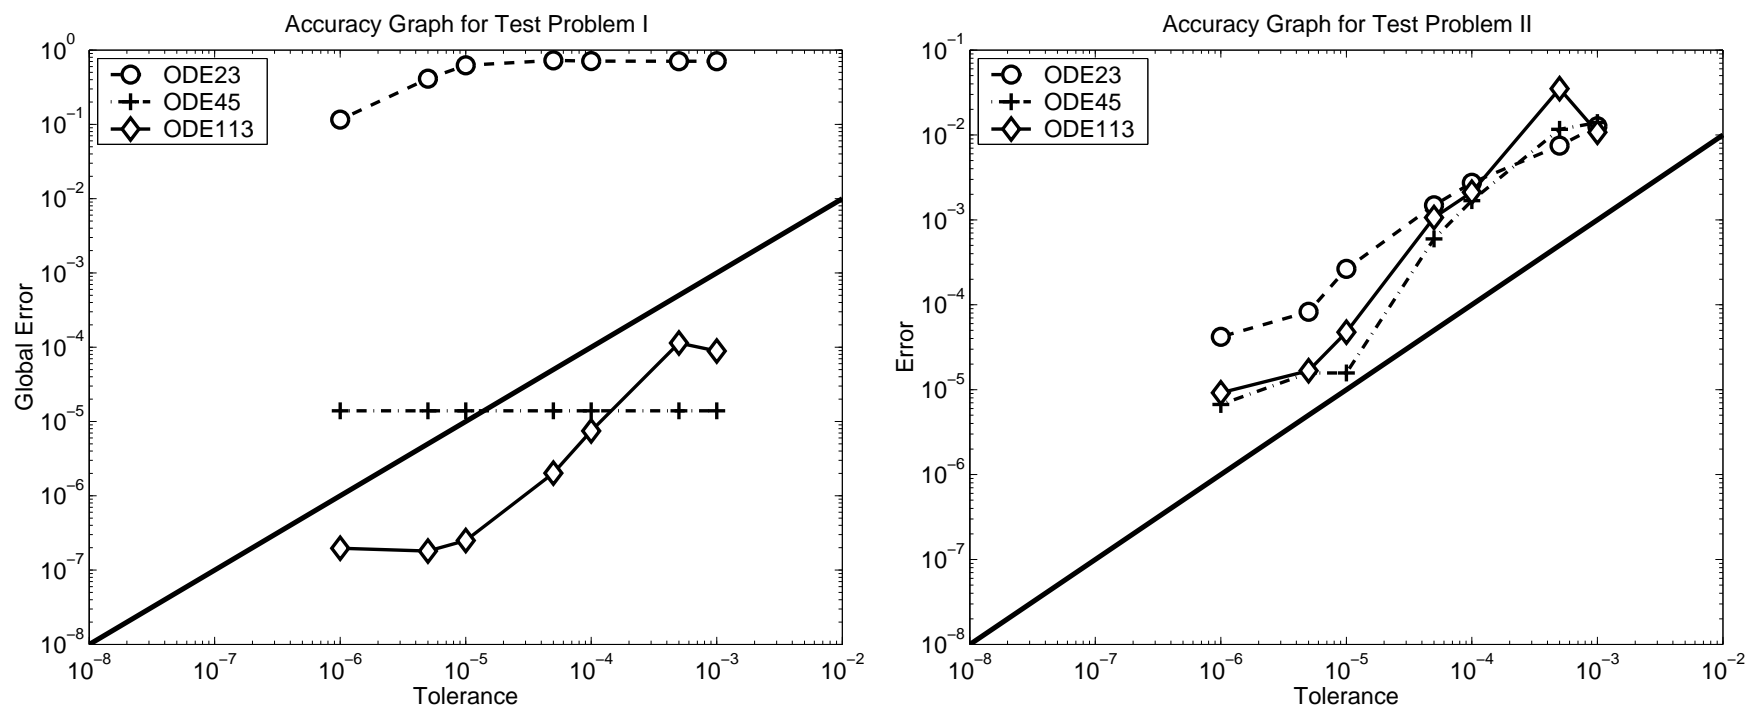 Accuracy Graph for Test Problem I
10^0
10^−1
10^−2
10^−3
10^−4
10^−5
10^−6
10^−7
10^−8
Global Error
ODE23
ODE45
ODE113
10^−8 10^−7 10^−6 10^−5 10^−4 10^−3 10^−2
Tolerance
Accuracy Graph for Test Problem II
10^−1
10^−2
10^−3
10^−4
10^−5
10^−6
10^−7
10^−8
Error
ODE23
ODE45
ODE113
10^−8 10^−7 10^−6 10^−5 10^−4 10^−3 10^−2
Tolerance